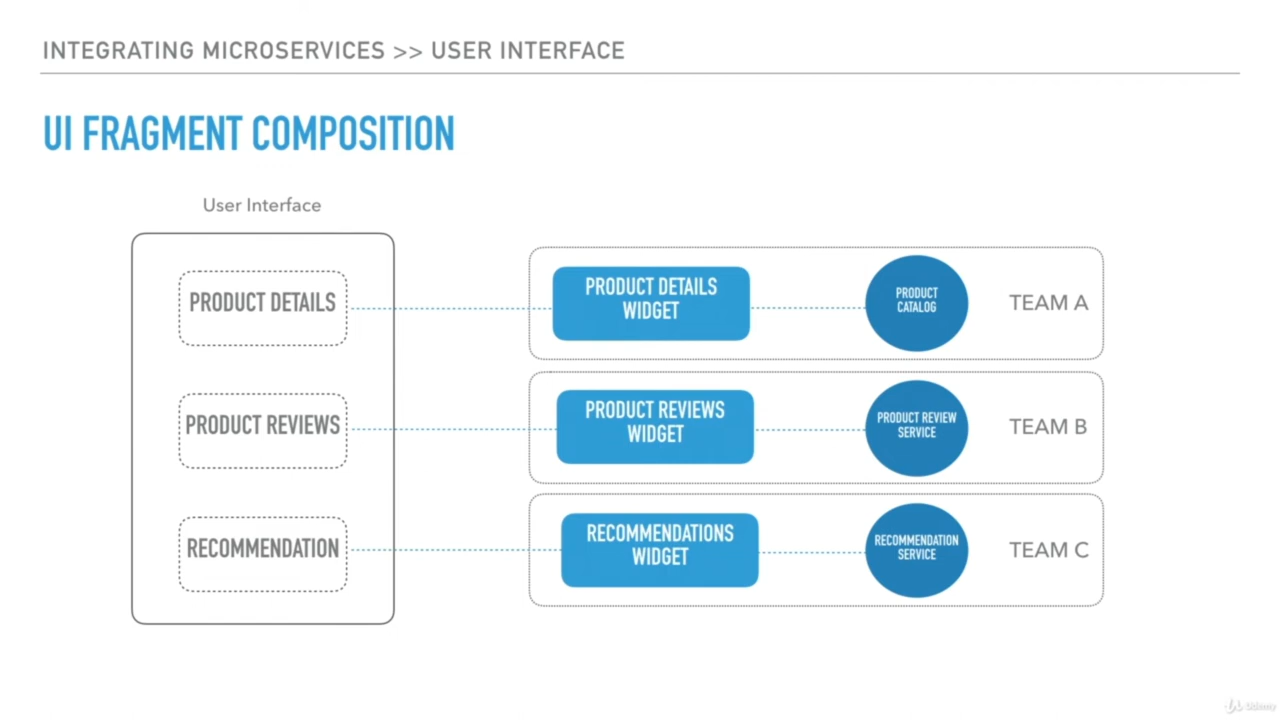 INTEGRATING MICROSERVICES >> USER INTERFACE
UI FRAGMENT COMPOSITION
User Interface
PRODUCT DETAILS
PRODUCT DETAILS
WIDGET
PRODUCT
CATALOG
TEAM A
PRODUCT REVIEWS
PRODUCT REVIEWS
WIDGET
PRODUCT REVIEW
SERVICE
TEAM B
RECOMMENDATION
RECOMMENDATIONS
WIDGET
RECOMMENDATION
SERVICE
TEAM C
Udemy